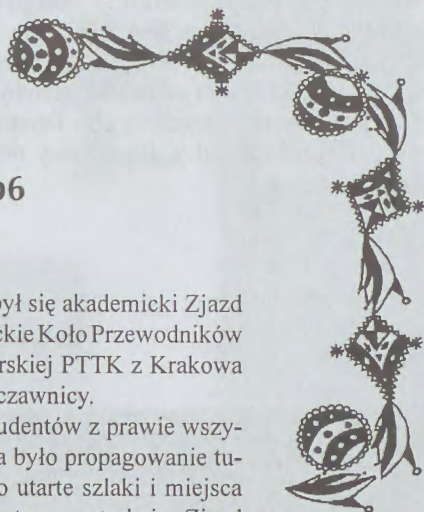 06
był się akademicki Zjazd
ckie Koło Przewodników
rskiej PTTK z Krakowa
czawnicy.
udentów z prawie wszy-
a było propagowanie tu-
o utarte szlaki i miejsca